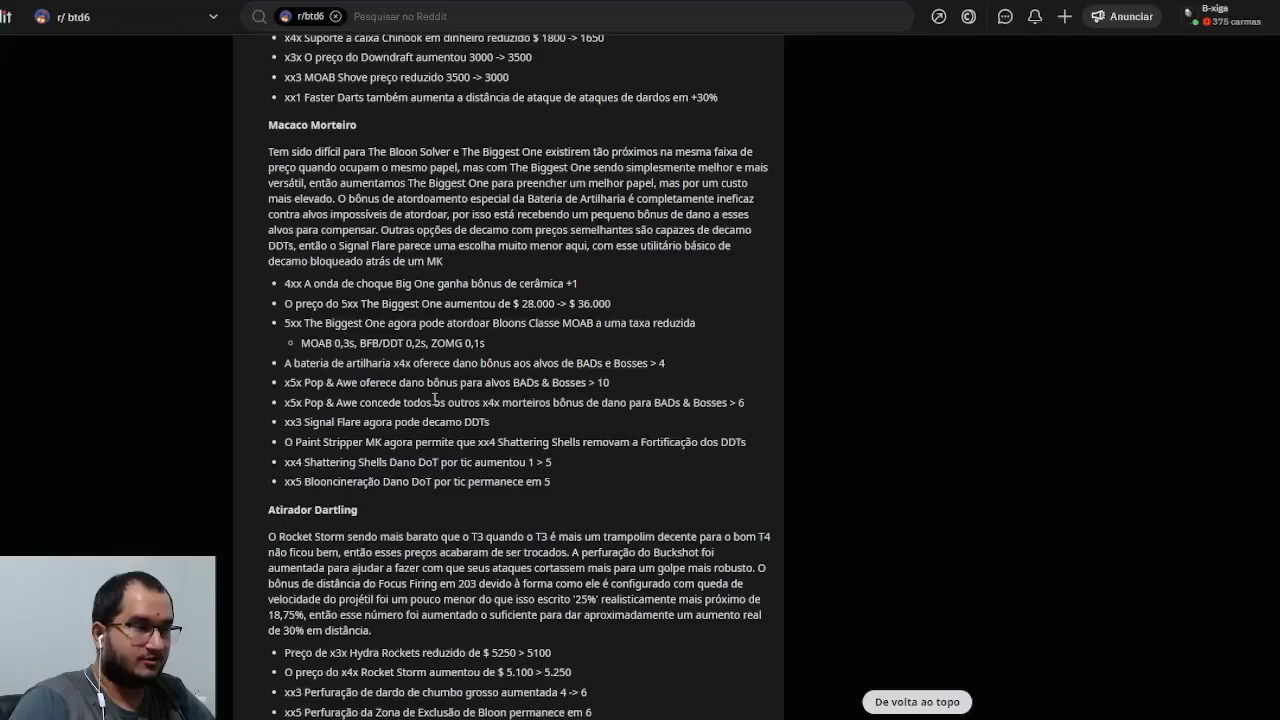 r/ btd6
r/btd6
Pesquisar no Reddit
Anunciar
B-xiga
375 carmas
x4x Suporte a caixa Chinook em dinheiro reduzido $ 1800 -> 1650
x3x O preço do Downdraft aumentou 3000 -> 3500
xx3 MOAB Shove preço reduzido 3500 -> 3000
xx1 Faster Darts também aumenta a distância de ataque de ataques de dardos em +30%
Macaco Morteiro
Tem sido difícil para The Bloon Solver e The Biggest One existirem tão próximos na mesma faixa de
preço quando ocupam o mesmo papel, mas com The Biggest One sendo simplesmente melhor e mais
versátil, então aumentamos The Biggest One para preencher um melhor papel, mas por um custo
mais elevado. O bônus de atordoamento especial da Bateria de Artilharia é completamente ineficaz
contra alvos impossíveis de atordoar, por isso está recebendo um pequeno bônus de dano a esses
alvos para compensar. Outras opções de decamo com preços semelhantes são capazes de decamo
DDTs, então o Signal Flare parece uma escolha muito menor aqui, com esse utilitário básico de
decamo bloqueado atrás de um MK
4xx A onda de choque Big One ganha bônus de cerâmica +1
O preço do 5xx The Biggest One aumentou de $ 28.000 -> $ 36.000
5xx The Biggest One agora pode atordoar Bloons Classe MOAB a uma taxa reduzida
MOAB 0,3s, BFB/DDT 0,2s, ZOMG 0,1s
A bateria de artilharia x4x oferece dano bônus aos alvos de BADs e Bosses > 4
x5x Pop & Awe oferece dano bônus para alvos BADs & Bosses > 10
x5x Pop & Awe concede todos os outros x4x morteiros bônus de dano para BADs & Bosses > 6
xx3 Signal Flare agora pode decamo DDTs
O Paint Stripper MK agora permite que xx4 Shattering Shells removam a Fortificação dos DDTs
xx4 Shattering Shells Dano DoT por tic aumentou 1 > 5
xx5 Blooncineração Dano DoT por tic permanece em 5
Atirador Dartling
O Rocket Storm sendo mais barato que o T3 quando o T3 é mais um trampolim decente para o bom T4
não ficou bem, então esses preços acabaram de ser trocados. A perfuração do Buckshot foi
aumentada para ajudar a fazer com que seus ataques cortassem mais para um golpe mais robusto. O
bônus de distância do Focus Firing em 203 devido à forma como ele é configurado com queda de
velocidade do projétil foi um pouco menor do que isso escrito '25%' realisticamente mais próximo de
18,75%, então esse número foi aumentado o suficiente para dar aproximadamente um aumento real
de 30% em distância.
Preço de x3x Hydra Rockets reduzido de $ 5250 > 5100
O preço do x4x Rocket Storm aumentou de $ 5.100 > 5.250
xx3 Perfuração de dardo de chumbo grosso aumentada 4 -> 6
xx5 Perfuração da Zona de Exclusão de Bloon permanece em 6
De volta ao topo